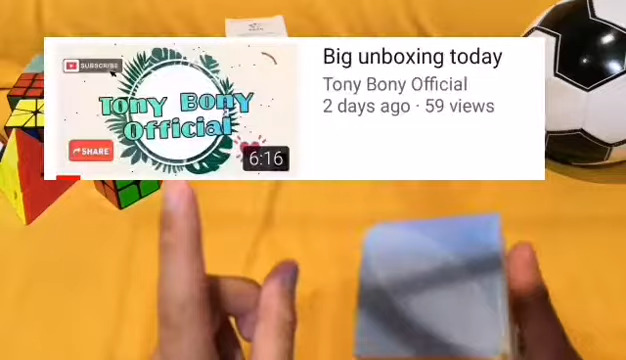 SUBSCRIBE
Tony Bony
Official
SHARE
6:16
Big unboxing today
Tony Bony Official
2 days ago · 59 views